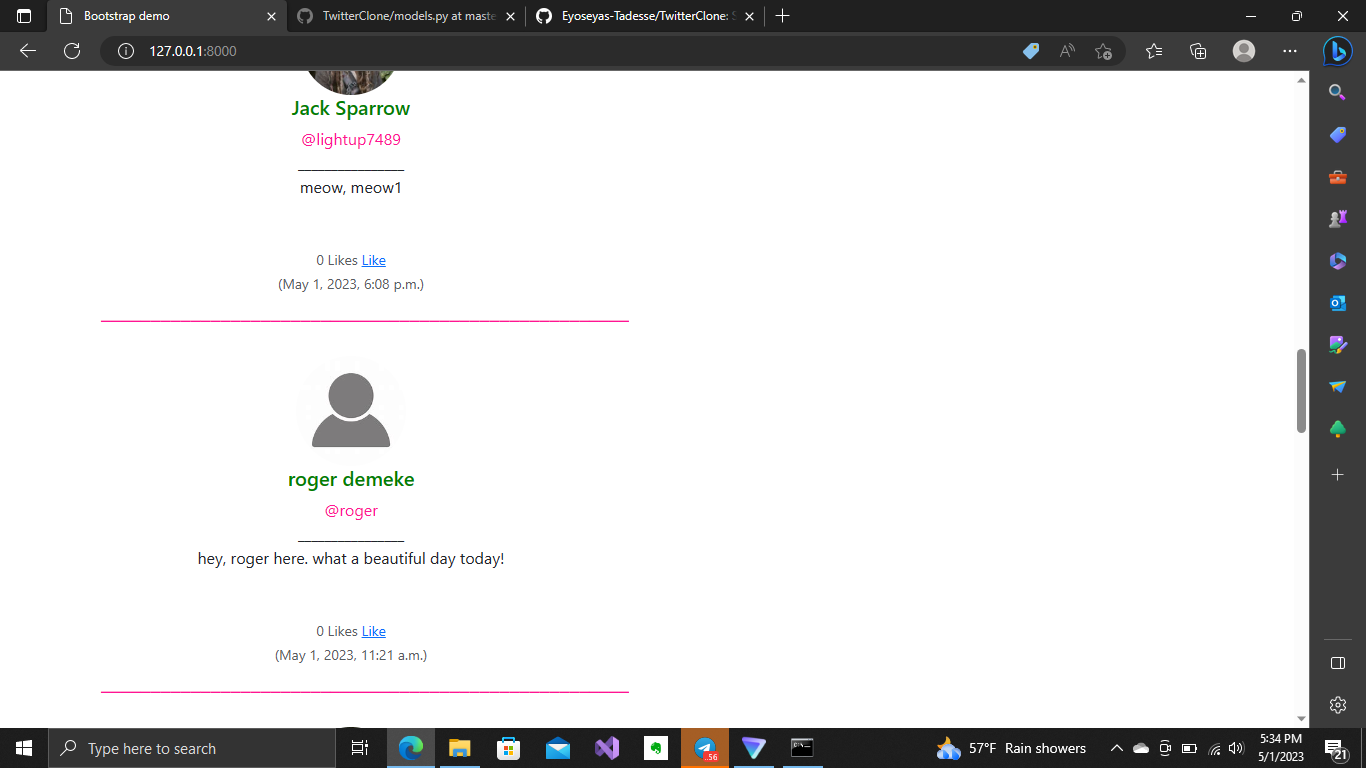 Bootstrap demo
TwitterClone/models.py at maste
Eyoseyas-Tadesse/TwitterClone: S
127.0.0.1:8000
Jack Sparrow
@lightup7489
meow, meow1
0 Likes Like
(May 1, 2023, 6:08 p.m.)
roger demeke
@roger
hey, roger here. what a beautiful day today!
0 Likes Like
(May 1, 2023, 11:21 a.m.)
Type here to search
.56
57°F Rain showers
5:34 PM
5/1/2023
21